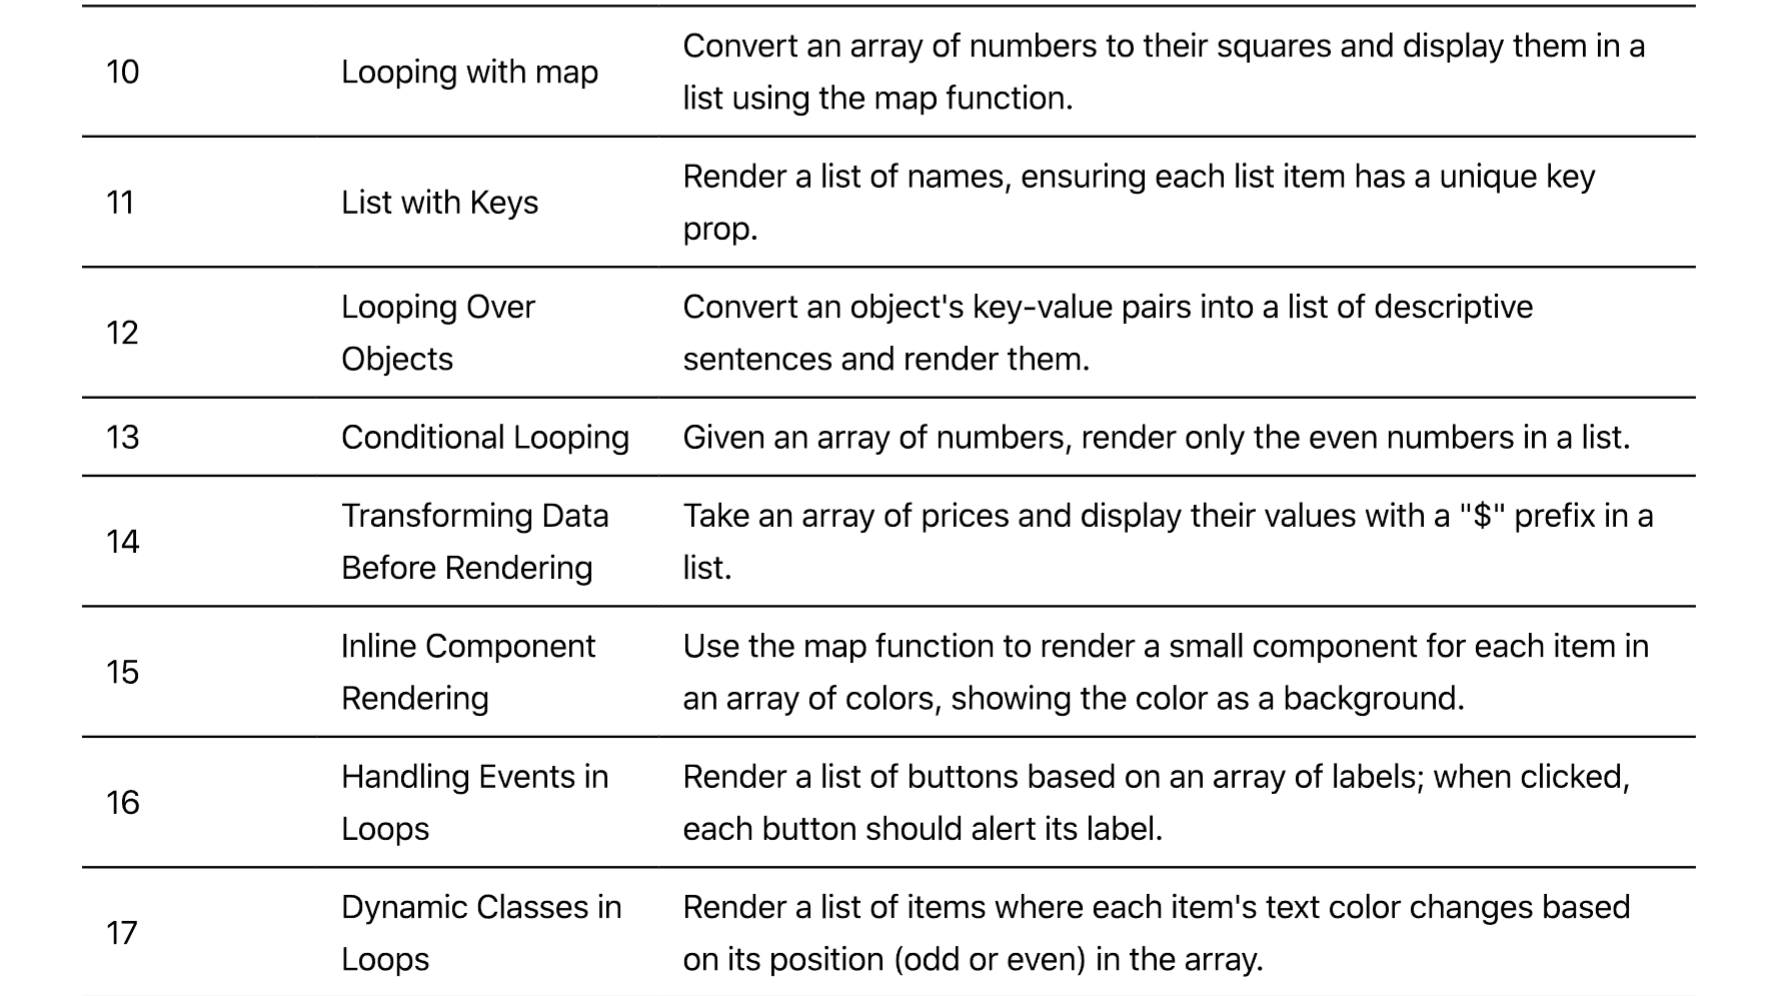 10
Looping with map
Convert an array of numbers to their squares and display them in a
list using the map function.
11
List with Keys
Render a list of names, ensuring each list item has a unique key
prop.
12
Looping Over
Objects
Convert an object's key-value pairs into a list of descriptive
sentences and render them.
13
Conditional Looping
Given an array of numbers, render only the even numbers in a list.
14
Transforming Data
Before Rendering
Take an array of prices and display their values with a "$" prefix in a
list.
15
Inline Component
Rendering
Use the map function to render a small component for each item in
an array of colors, showing the color as a background.
16
Handling Events in
Loops
Render a list of buttons based on an array of labels; when clicked,
each button should alert its label.
17
Dynamic Classes in
Loops
Render a list of items where each item's text color changes based
on its position (odd or even) in the array.